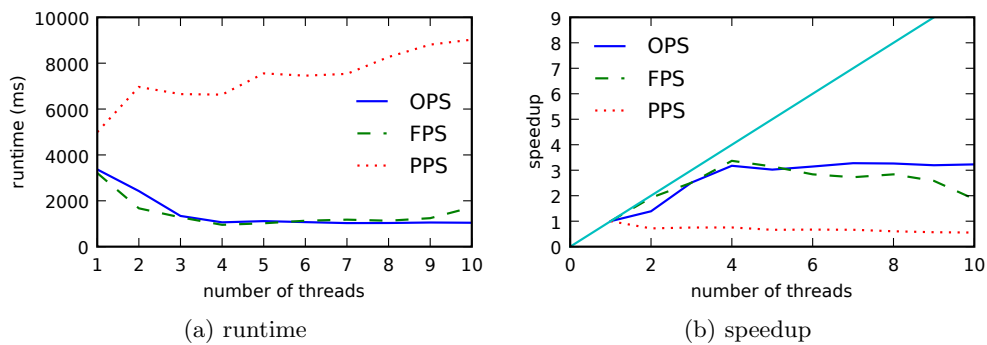 10000
8000
6000
4000
2000
0
runtime (ms)
OPS
FPS
PPS
1 2 3 4 5 6 7 8 9 10
number of threads
(a) runtime
9
8
7
6
5
4
3
2
1
0
speedup
OPS
FPS
PPS
0 2 4 6 8 10
number of threads
(b) speedup